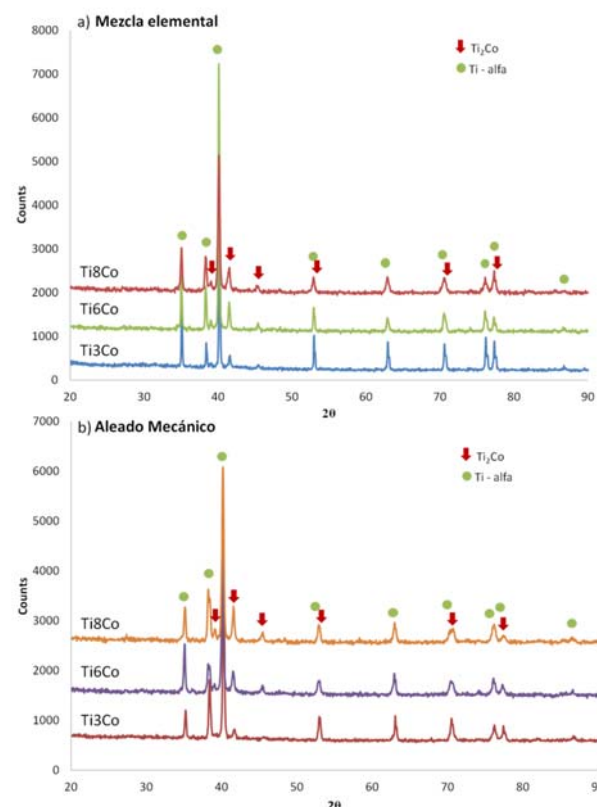 a) Mezcla elemental
8000
7000
6000
5000
4000
3000
2000
1000
0
Counts
Ti₂Co
Ti - alfa
Ti8Co
Ti6Co
Ti3Co
20 30 40 50 60 70 80 90
2θ
b) Aleado Mecánico
7000
6000
5000
4000
3000
2000
1000
0
Counts
Ti₂Co
Ti - alfa
Ti8Co
Ti6Co
Ti3Co
20 30 40 50 60 70 80 90
2θ